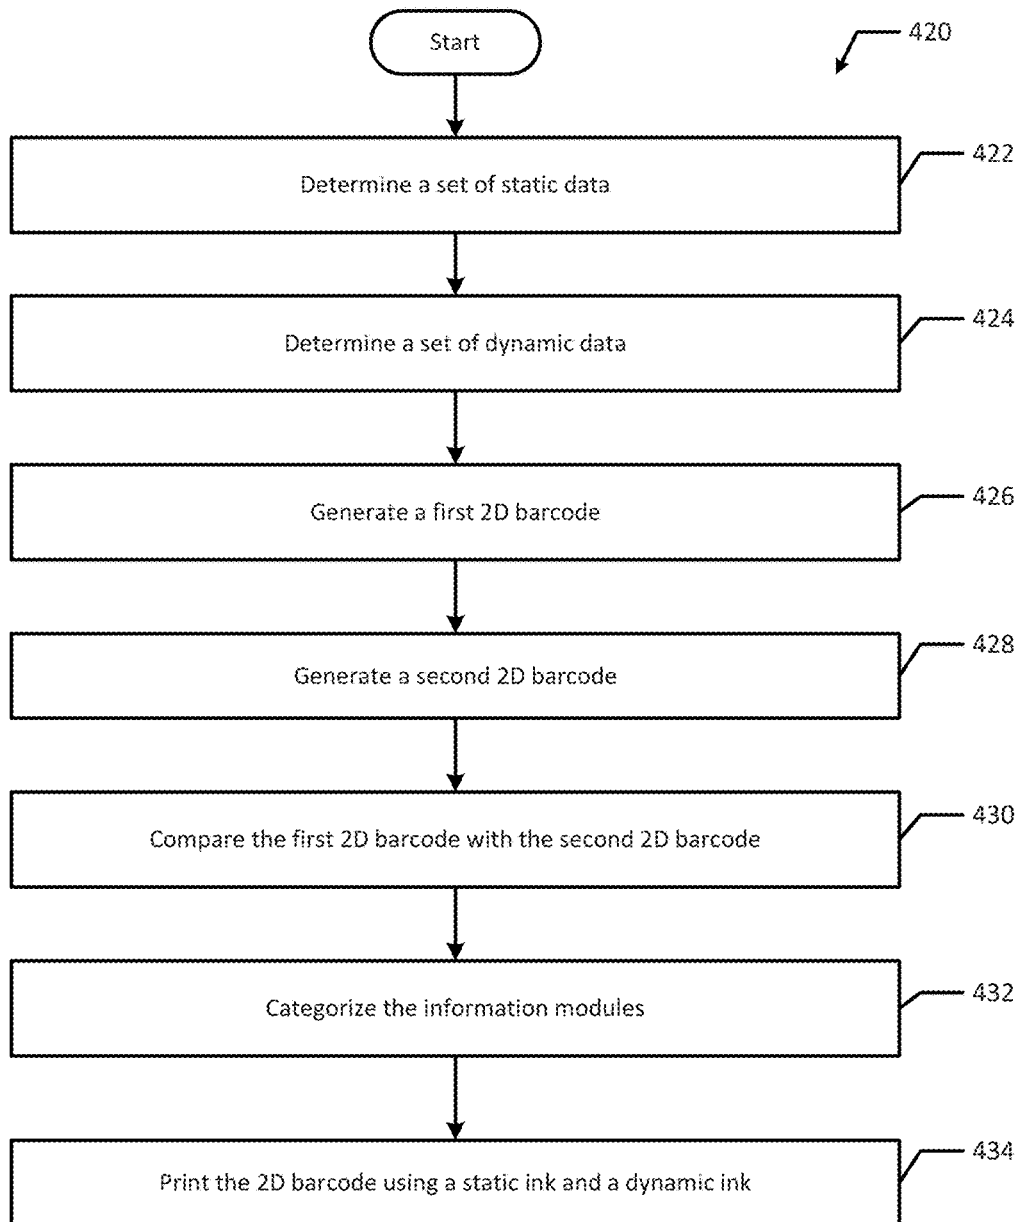 Start
420
Determine a set of static data
422
Determine a set of dynamic data
424
Generate a first 2D barcode
426
Generate a second 2D barcode
428
Compare the first 2D barcode with the second 2D barcode
430
Categorize the information modules
432
Print the 2D barcode using a static ink and a dynamic ink
434